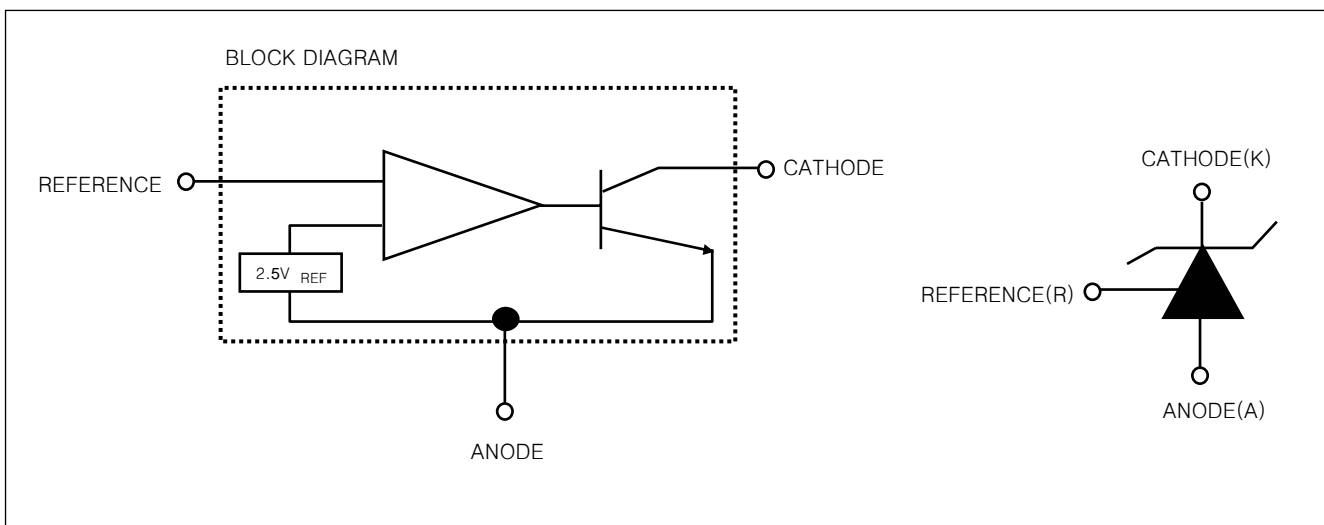 BLOCK DIAGRAM
REFERENCE
CATHODE
2.5V REF
ANODE
CATHODE(K)
REFERENCE(R)
ANODE(A)